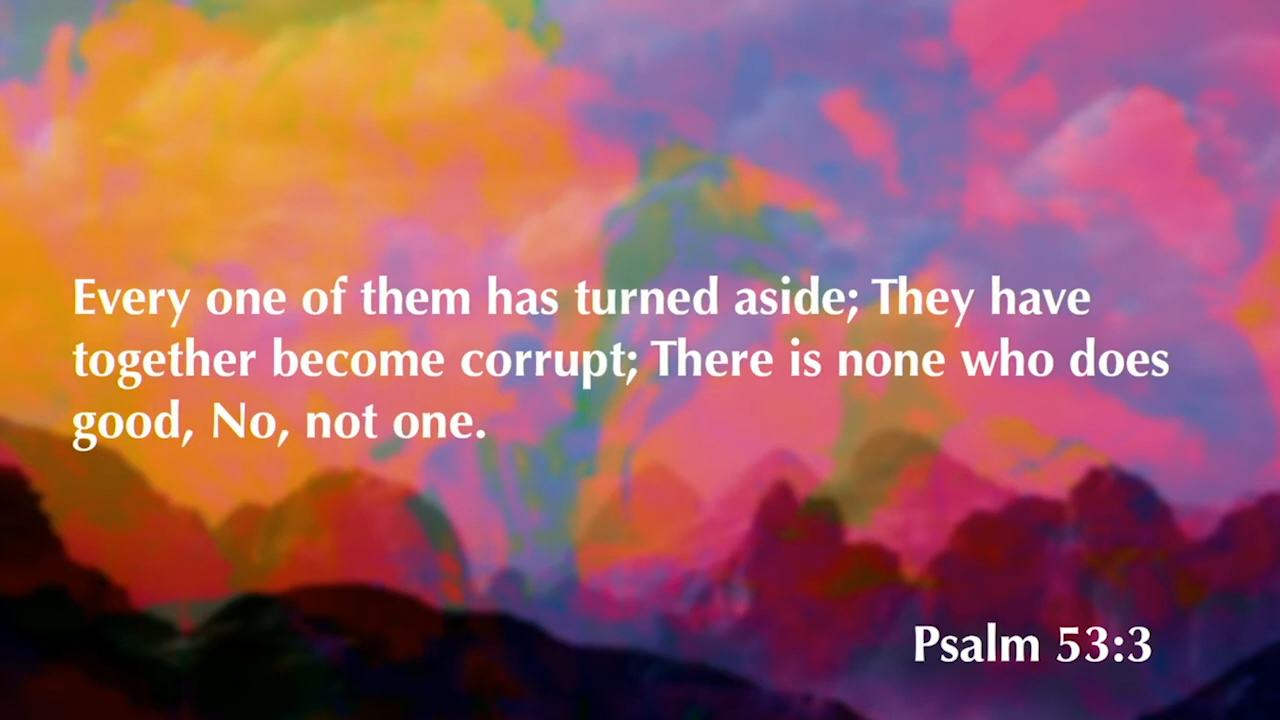 Every one of them has turned aside; They have
together become corrupt; There is none who does
good, No, not one.
Psalm 53:3